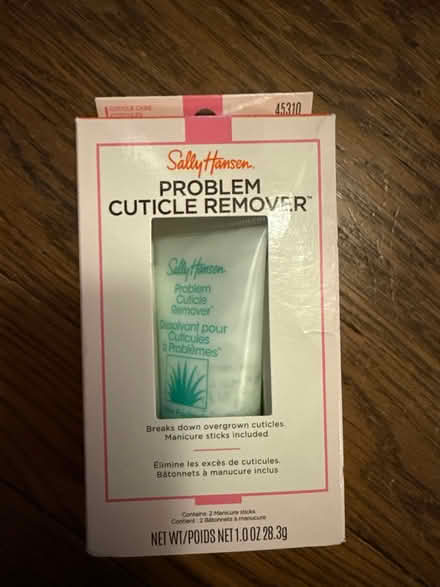 45310
Sally Hansen®
PROBLEM
CUTICLE REMOVER™
Sally Hansen
Problem
Cuticle
Remover™
Dissolvant pour
Cuticules
à Problèmes™
Breaks down overgrown cuticles.
Manicure sticks included
Élimine les excès de cuticules.
Bâtonnets à manucure inclus
Contains: 2 Manicure sticks
Contient : 2 Bâtonnets à manucure
NET WT/POIDS NET 1.0 OZ 28.3g